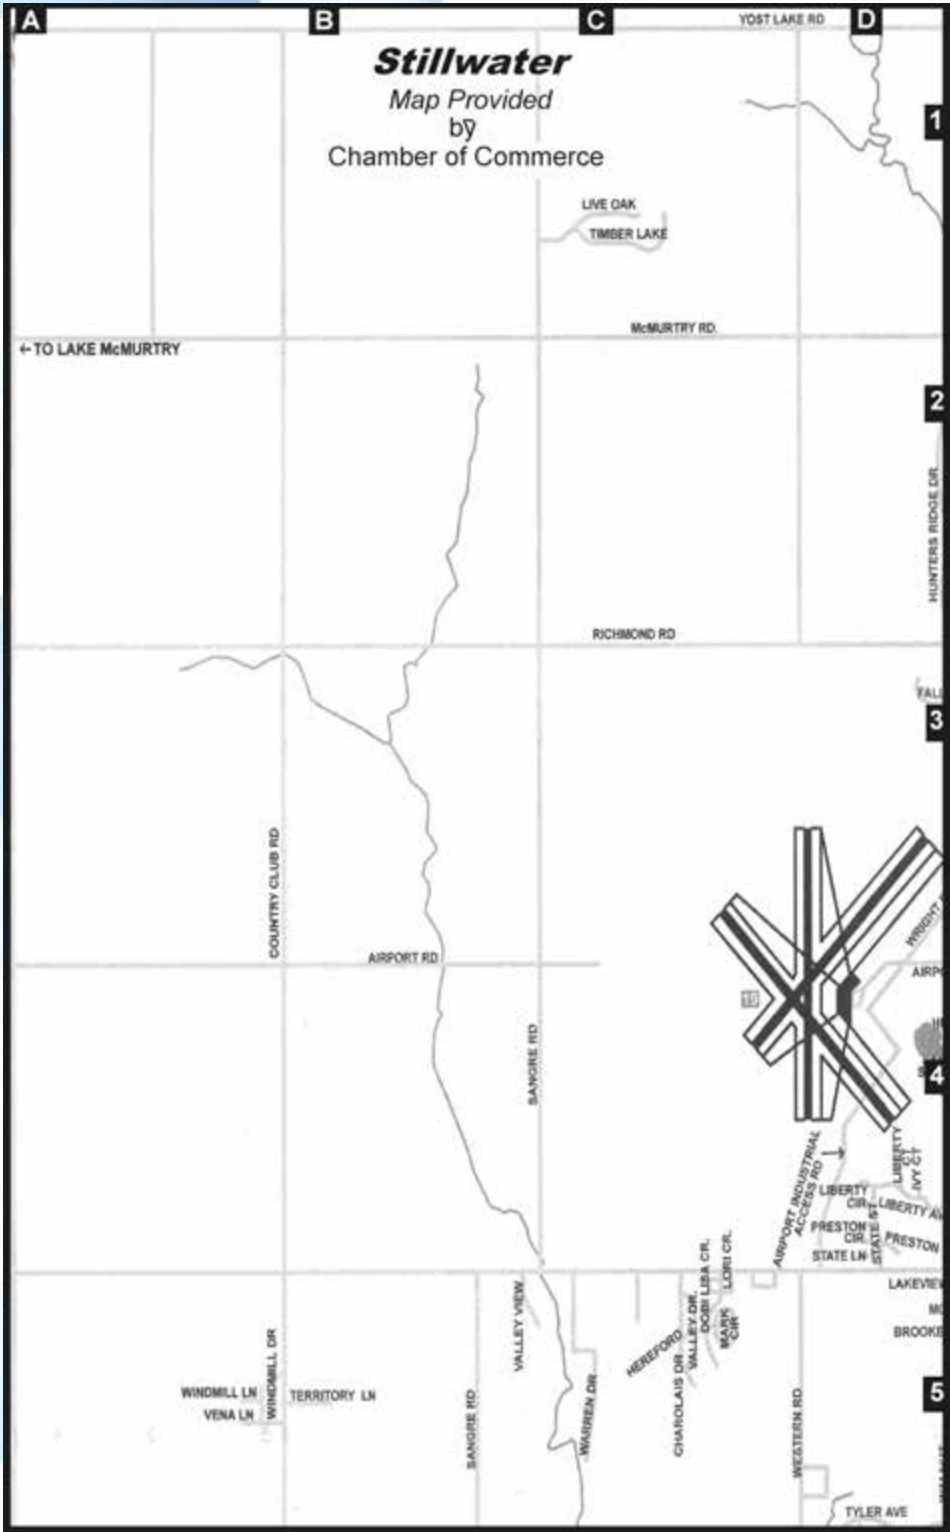 A
B
C
D
YOST LAKE RD
Stillwater
Map Provided
by
Chamber of Commerce
1
LIVE OAK
TIMBER LAKE
McMURTRY RD.
←TO LAKE McMURTRY
2
HUNTERS RIDGE DR
RICHMOND RD
FALL
3
COUNTRY CLUB RD
WRIGHT
AIRPORT RD
AIRPO
SANGRE RD
4
AIRPORT INDUSTRIAL
ACCESS RD
LIBERTY
CT
IVY CT
LIBERTY
CIR
LIBERTY AV
STATE ST
PRESTON
CIR
PRESTON
STATE LN
LAKEVIEW
VALLEY VIEW
DOBI LISA CR.
LORI CR.
VALLEY DR.
MARK
CIR
BROOKE
HEREFORD
WINDMILL DR
WINDMILL LN
TERRITORY LN
VENA LN
SANGRE RD
WARREN DR
CHAROLAIS DR
WESTERN RD
5
TYLER AVE